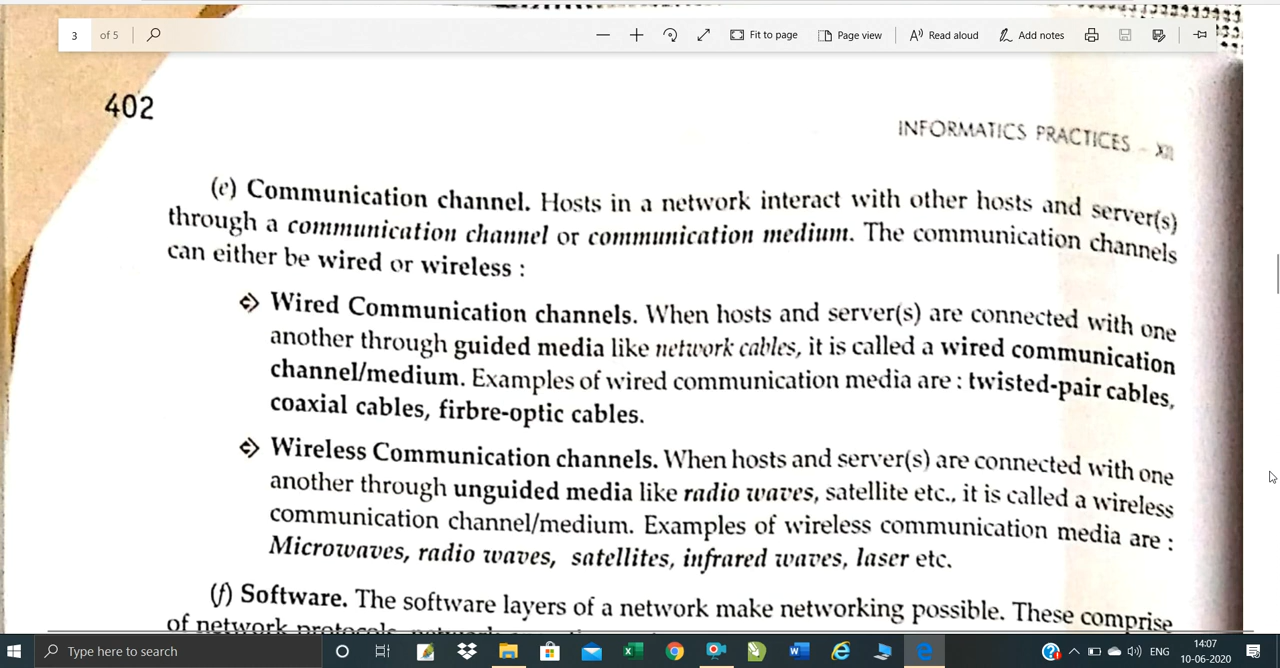 3 of 5
Fit to page
Page view
Read aloud
Add notes
402
INFORMATICS PRACTICES – XII
(e) Communication channel. Hosts in a network interact with other hosts and server(s)
through a communication channel or communication medium. The communication channels
can either be wired or wireless :
Wired Communication channels. When hosts and server(s) are connected with one
another through guided media like network cables, it is called a wired communication
channel/medium. Examples of wired communication media are : twisted-pair cables,
coaxial cables, firbre-optic cables.
Wireless Communication channels. When hosts and server(s) are connected with one
another through unguided media like radio waves, satellite etc., it is called a wireless
communication channel/medium. Examples of wireless communication media are :
Microwaves, radio waves, satellites, infrared waves, laser etc.
(f) Software. The software layers of a network make networking possible. These comprise
of network protocols, network
Type here to search
ENG
14:07
10-06-2020